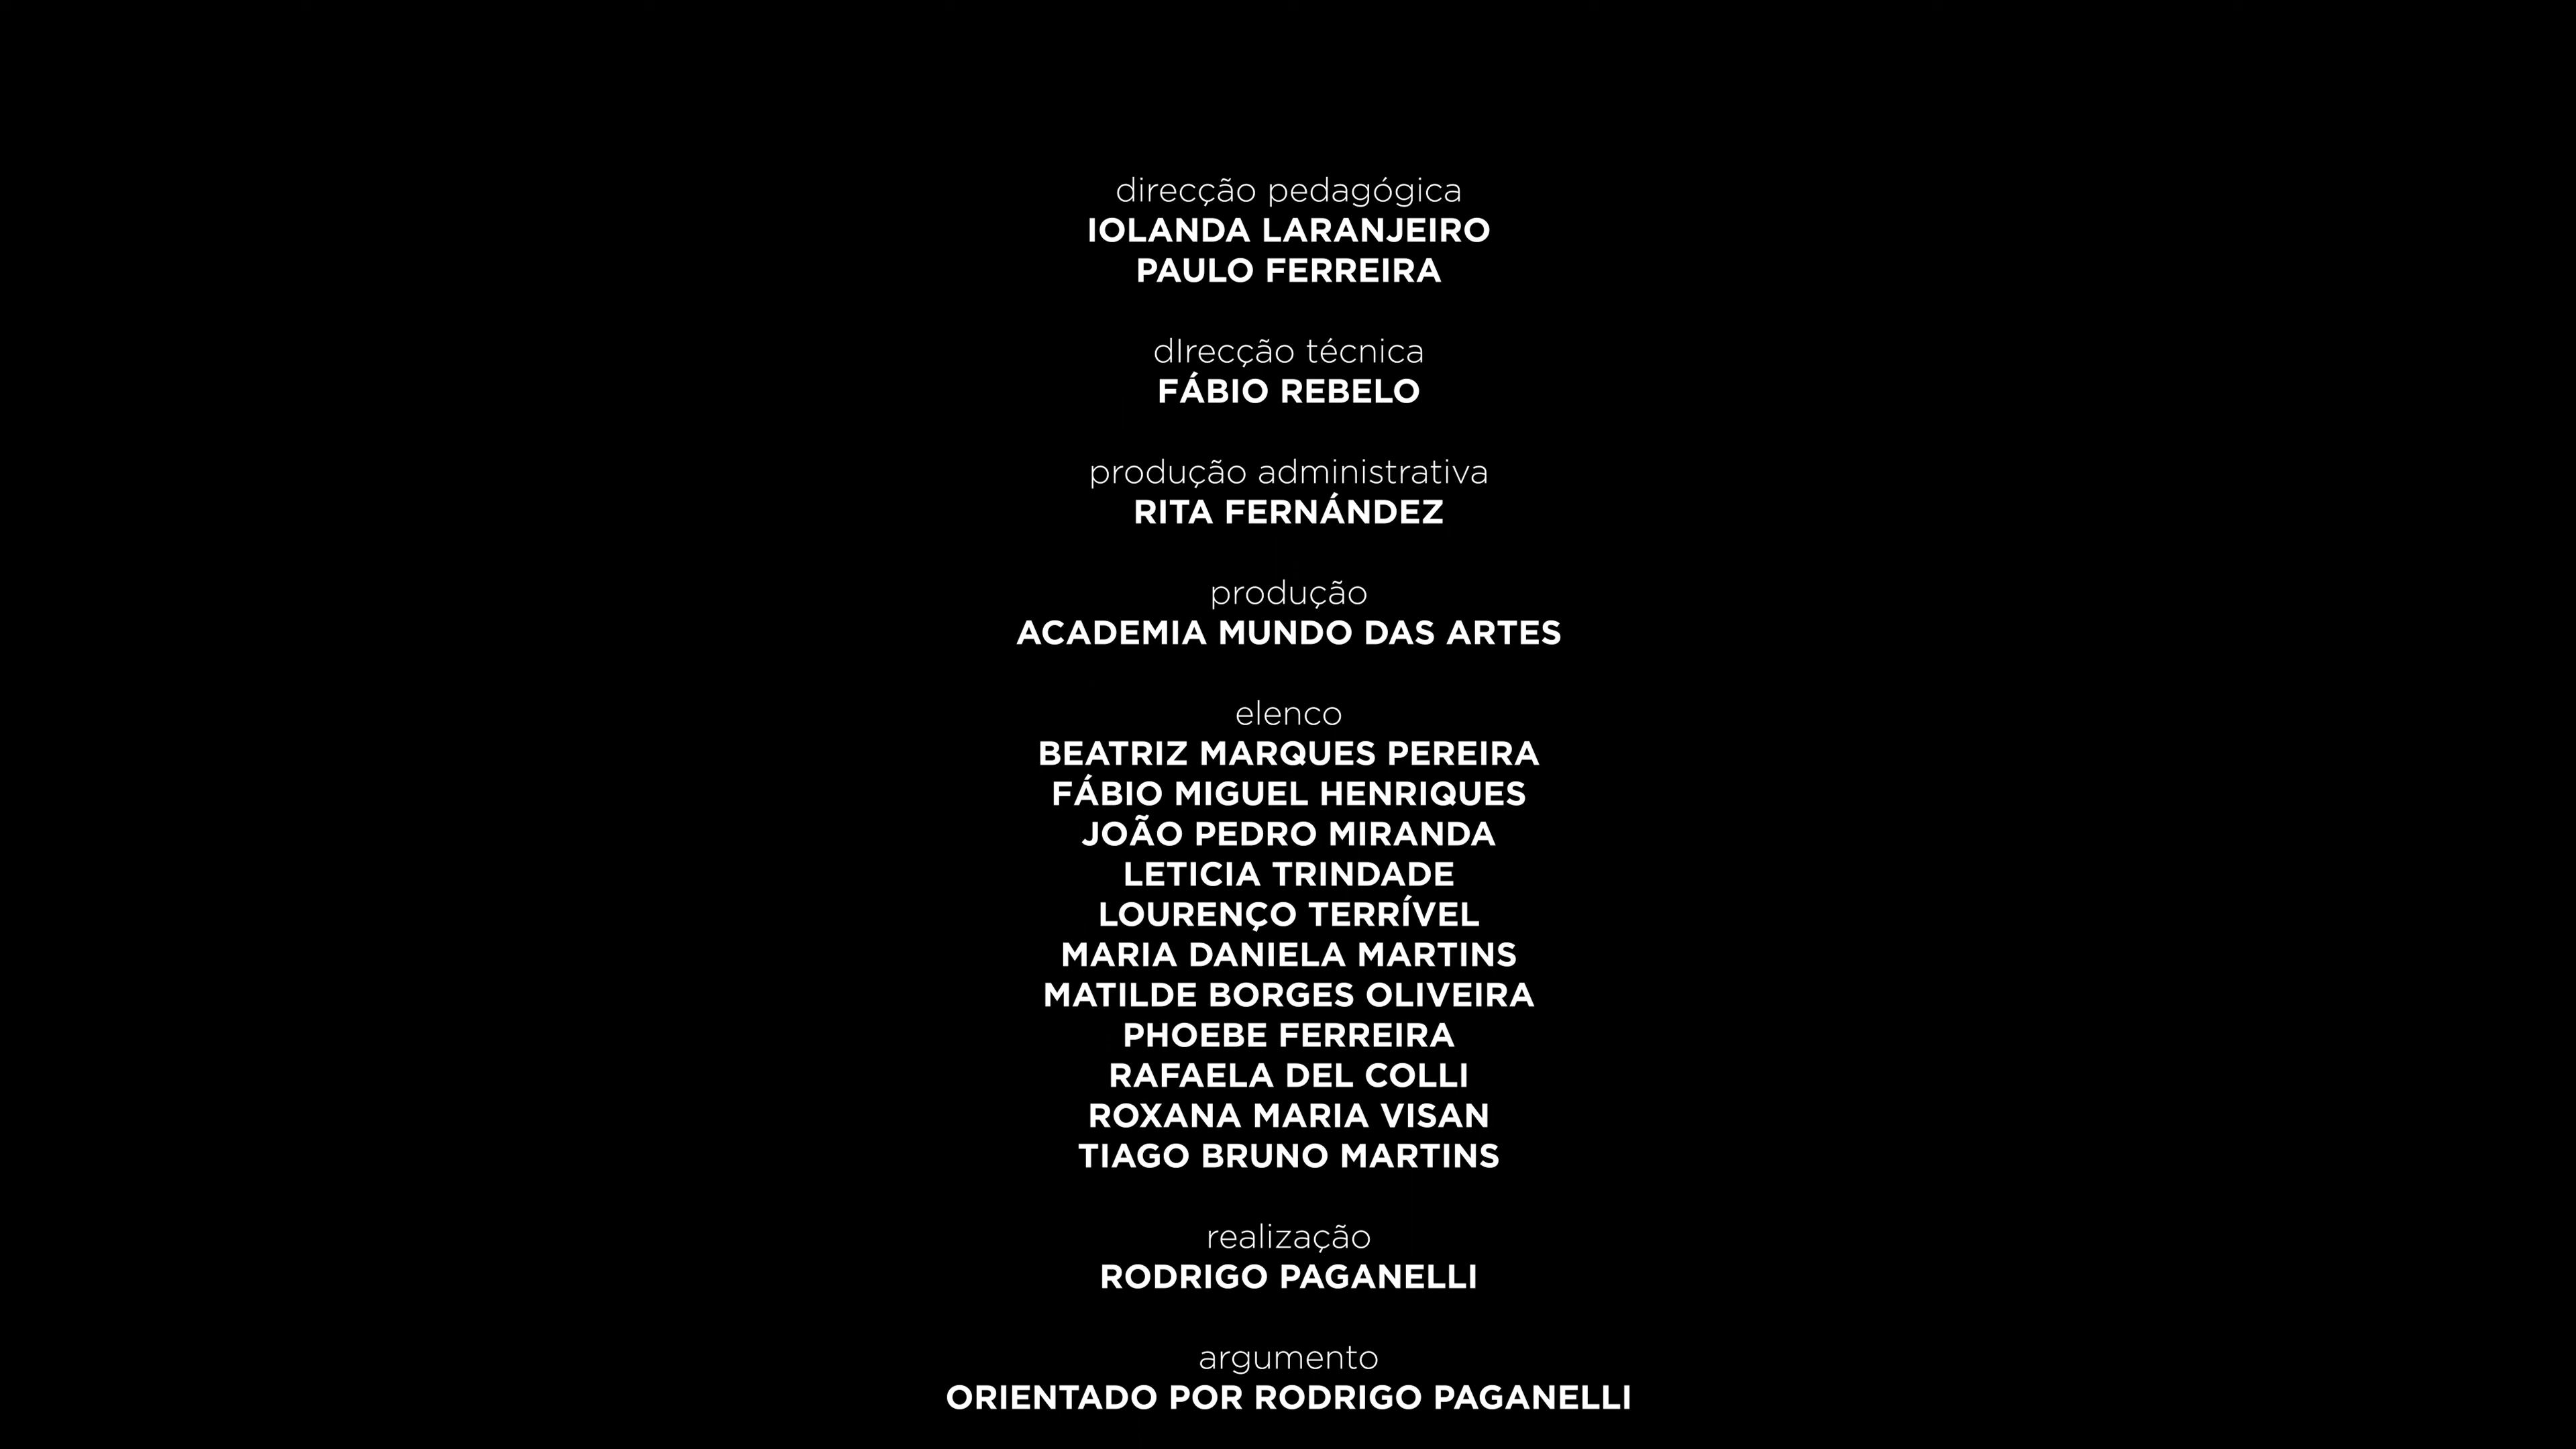 direcção pedagógica
IOLANDA LARANJEIRO
PAULO FERREIRA
dIrecção técnica
FÁBIO REBELO
produção administrativa
RITA FERNÁNDEZ
produção
ACADEMIA MUNDO DAS ARTES
elenco
BEATRIZ MARQUES PEREIRA
FÁBIO MIGUEL HENRIQUES
JOÃO PEDRO MIRANDA
LETICIA TRINDADE
LOURENÇO TERRÍVEL
MARIA DANIELA MARTINS
MATILDE BORGES OLIVEIRA
PHOEBE FERREIRA
RAFAELA DEL COLLI
ROXANA MARIA VISAN
TIAGO BRUNO MARTINS
realização
RODRIGO PAGANELLI
argumento
ORIENTADO POR RODRIGO PAGANELLI